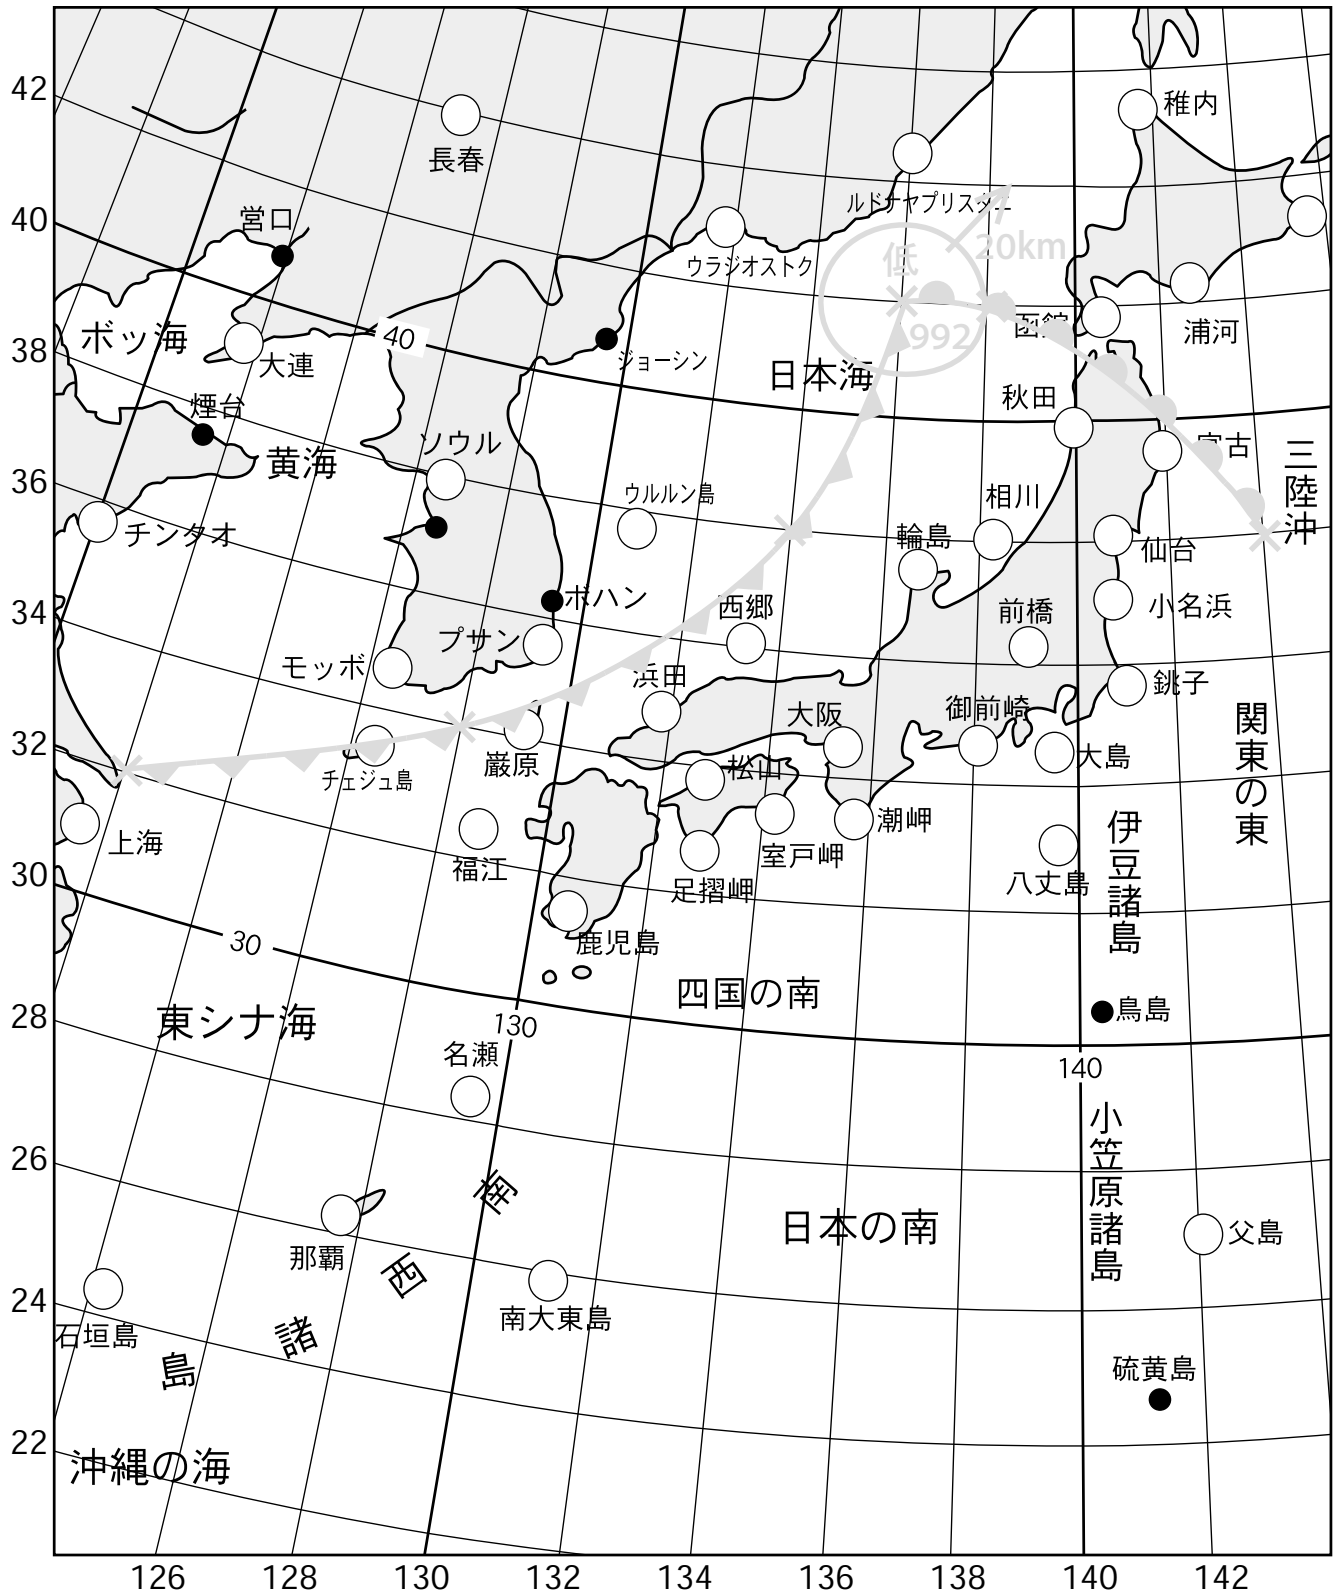 42
40
38
36
34
32
30
28
26
24
22
稚内
長春
ルドナヤプリスタニ
営口
20km
低
ウラジオストク
992
函館
浦河
ボッ海
40
大連
ジョーシン
日本海
秋田
煙台
ソウル
黄海
宮古
三陸沖
ウルルン島
相川
チンタオ
輪島
仙台
ポハン
西郷
前橋
小名浜
プサン
モッポ
浜田
銚子
大阪
御前崎
関東の東
巌原
チェジュ島
松山
大島
上海
福江
室戸岬
潮岬
伊豆諸島
足摺岬
八丈島
30
鹿児島
四国の南
鳥島
東シナ海
130
名瀬
140
小笠原諸島
南
西
諸
島
日本の南
父島
那覇
南大東島
石垣島
硫黄島
沖縄の海
126
128
130
132
134
136
138
140
142